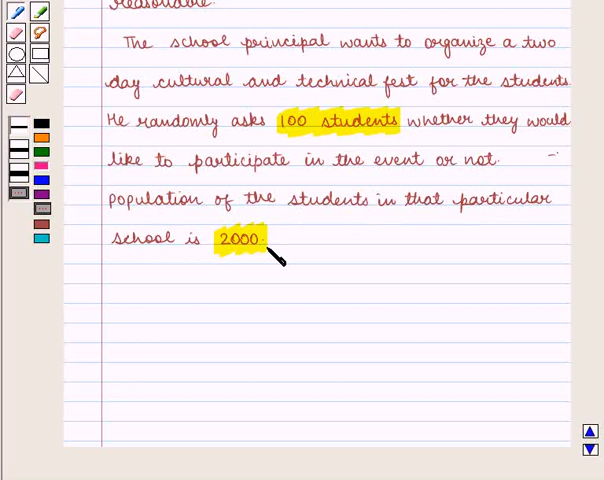 reasonable.
The school principal wants to organize a two
day cultural and technical fest for the students
He randomly asks 100 students whether they would
like to participate in the event or not.
population of the students in that particular
school is 2000.